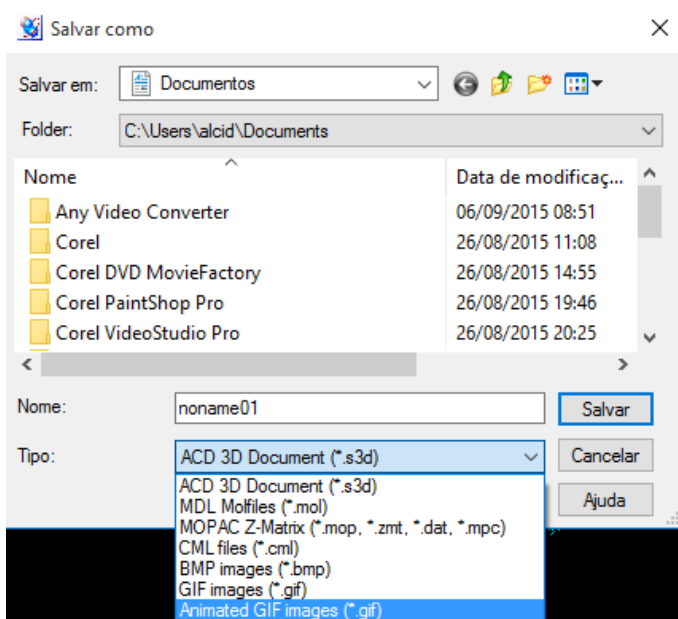 Salvar como
Salvar em: Documentos
Folder: C:\Users\alcid\Documents
Nome Data de modificaç...
Any Video Converter 06/09/2015 08:51
Corel 26/08/2015 11:08
Corel DVD MovieFactory 26/08/2015 14:55
Corel PaintShop Pro 26/08/2015 19:46
Corel VideoStudio Pro 26/08/2015 20:25
Nome: noname01 Salvar
Tipo: ACD 3D Document (*.s3d) Cancelar
ACD 3D Document (*.s3d)
Ajuda
MDL Molfiles (*.mol)
MOPAC Z-Matrix (*.mop, *.zmt, *.dat, *.mpc)
CML files (*.cml)
BMP images (*.bmp)
GIF images (*.gif)
Animated GIF images (*.gif)